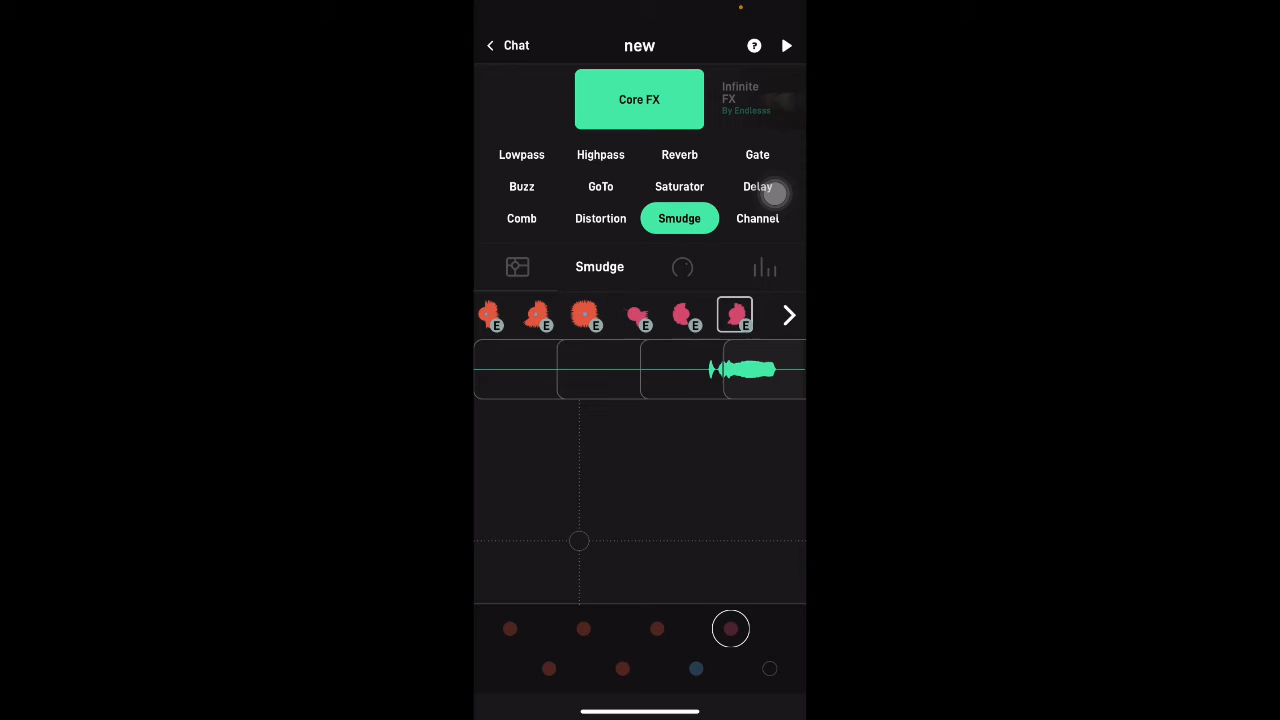 Chat
new
?
Core FX
Infinite
FX
By Endlesss
Lowpass
Highpass
Reverb
Gate
Buzz
GoTo
Saturator
Delay
Comb
Distortion
Smudge
Channel
Smudge
E
E
E
E
E
E